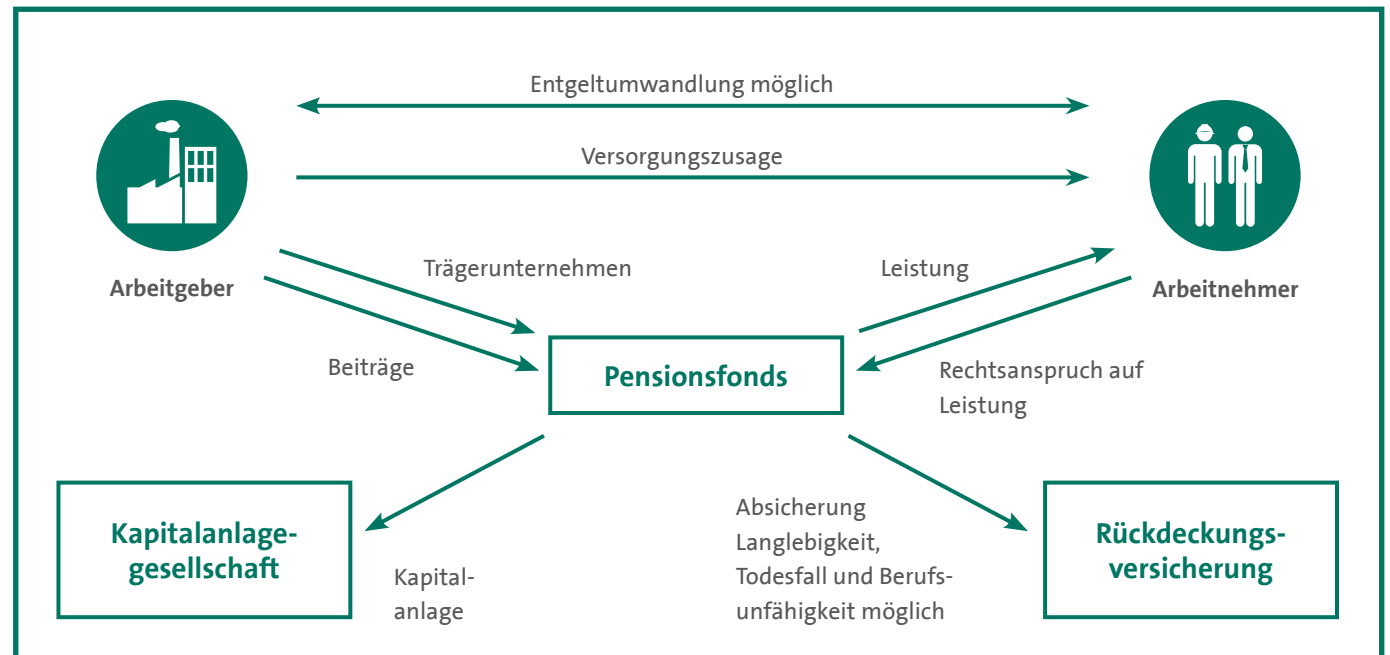 Entgeltumwandlung möglich
Versorgungszusage
Arbeitgeber
Trägerunternehmen
Leistung
Arbeitnehmer
Beiträge
Pensionsfonds
Rechtsanspruch auf
Leistung
Kapitalanlage-
gesellschaft
Kapital-
anlage
Absicherung
Langlebigkeit,
Todesfall und Berufs-
unfähigkeit möglich
Rückdeckungs-
versicherung